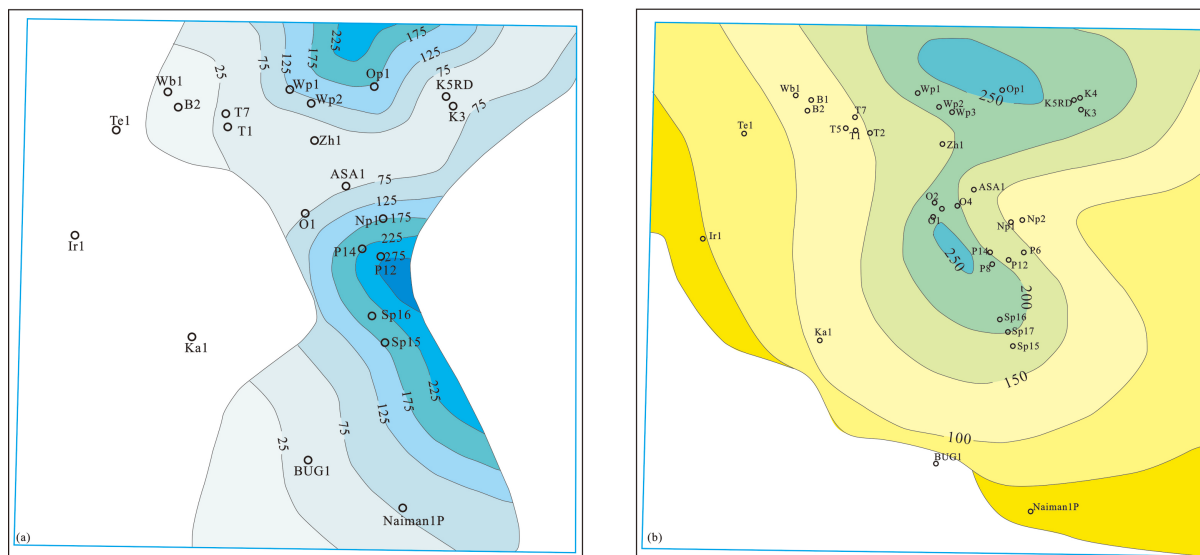 225
175
175
125
75
25
75
125
75
75
Wb1
B2
T7
T1
Te1
Wp1
Wp2
Op1
K5RD
K3
Zh1
ASA1
75
125
O1
Np1
175
225
P14
275
P12
Ir1
Sp16
Ka1
Sp15
225
175
125
75
25
BUG1
Naiman1P
(a)
250
Wb1
B1
B2
T7
T5
T1
T2
Te1
Wp1
Wp2
Wp3
Op1
K5RD
K4
K3
Zh1
ASA1
O2
O4
O1
Np1
Np2
Ir1
P14
P6
P8
P12
250
200
Sp16
Sp17
Sp15
Ka1
150
100
BUG1
Naiman1P
(b)